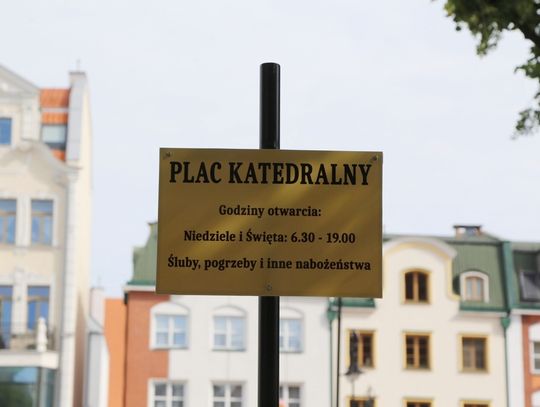 PLAC KATEDRALNY
Godziny otwarcia:
Niedziele i Święta: 6.30 - 19.00
Śluby, pogrzeby i inne nabożeństwa